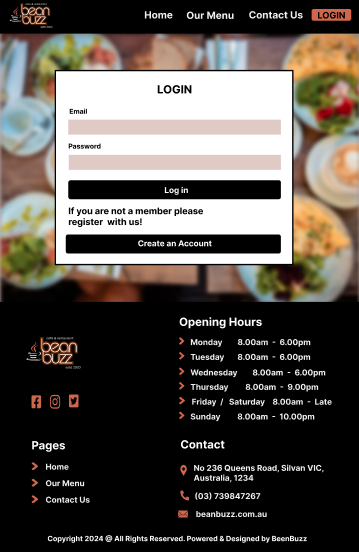 bean
buzz
Home Our Menu Contact Us LOGIN
LOGIN
Email
Password
Log in
If you are not a member please
register with us!
Create an Account
bean
buzz
Opening Hours
Monday 8.00am - 6.00pm
Tuesday 8.00am - 6.00pm
Wednesday 8.00am - 6.00pm
Thursday 8.00am - 9.00pm
Friday / Saturday 8.00am - Late
Sunday 8.00am - 10.00pm
Pages
Home
Our Menu
Contact Us
Contact
No 236 Queens Road, Silvan VIC,
Australia, 1234
(03) 739847267
beanbuzz.com.au
Copyright 2024 @ All Rights Reserved. Powered & Designed by BeenBuzz